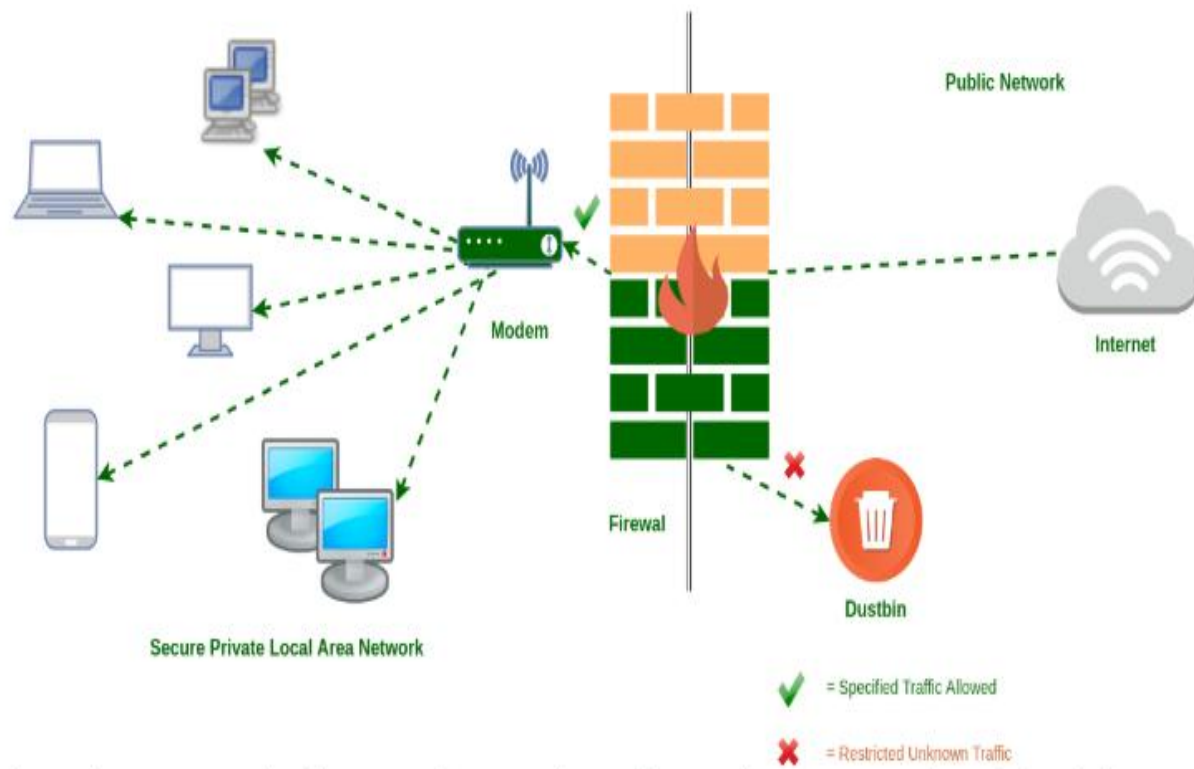 Public Network
Modem
Internet
Firewal
Dustbin
Secure Private Local Area Network
= Specified Traffic Allowed
= Restricted Unknown Traffic